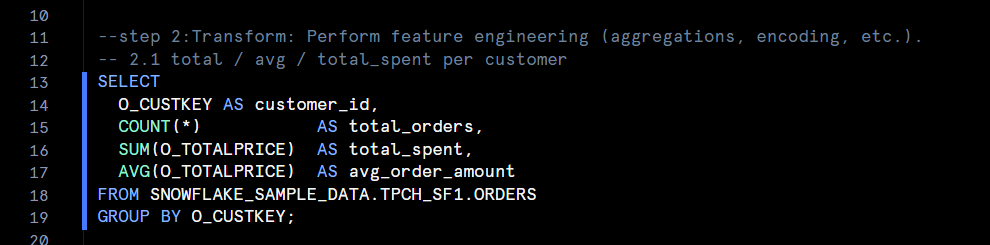 10
11 --step 2:Transform: Perform feature engineering (aggregations, encoding, etc.).
12 -- 2.1 total / avg / total_spent per customer
13 SELECT
14 O_CUSTKEY AS customer_id,
15 COUNT(*) AS total_orders,
16 SUM(O_TOTALPRICE) AS total_spent,
17 AVG(O_TOTALPRICE) AS avg_order_amount
18 FROM SNOWFLAKE_SAMPLE_DATA.TPCH_SF1.ORDERS
19 GROUP BY O_CUSTKEY;
20